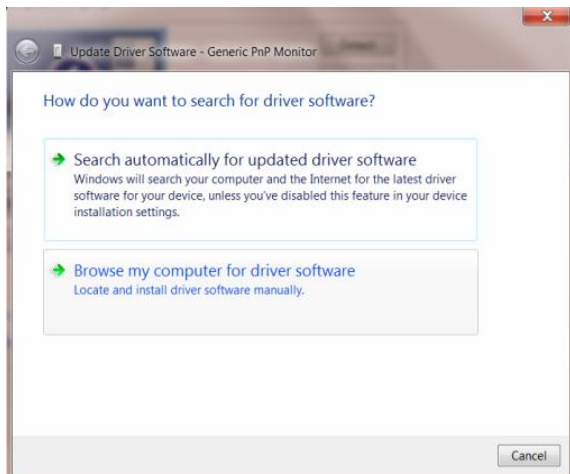 Update Driver Software - Generic PnP Monitor
How do you want to search for driver software?
Search automatically for updated driver software
Windows will search your computer and the Internet for the latest driver
software for your device, unless you've disabled this feature in your device
installation settings.
Browse my computer for driver software
Locate and install driver software manually.
Cancel